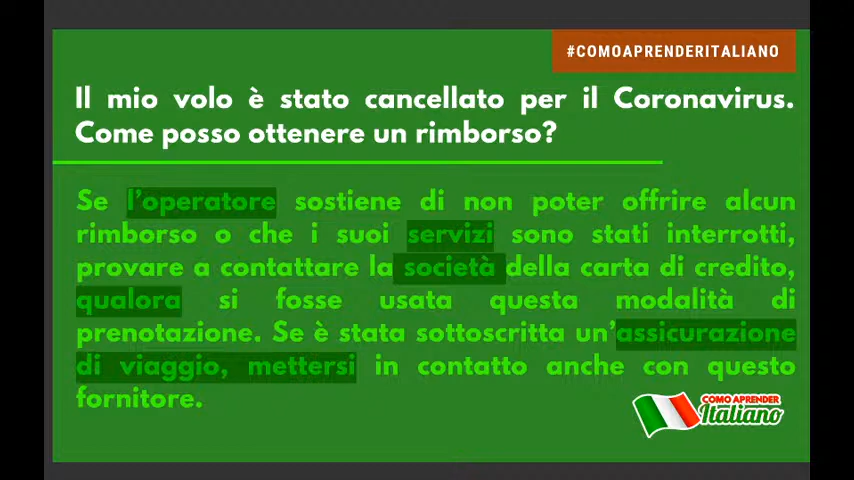 #COMOAPRENDERITALIANO
Il mio volo è stato cancellato per il Coronavirus.
Come posso ottenere un rimborso?
Se l'operatore sostiene di non poter offrire alcun
rimborso o che i suoi servizi sono stati interrotti,
provare a contattare la società della carta di credito,
qualora si fosse usata questa modalità di
prenotazione. Se è stata sottoscritta un'assicurazione
di viaggio, mettersi in contatto anche con questo
fornitore.
COMO APRENDER
Italiano